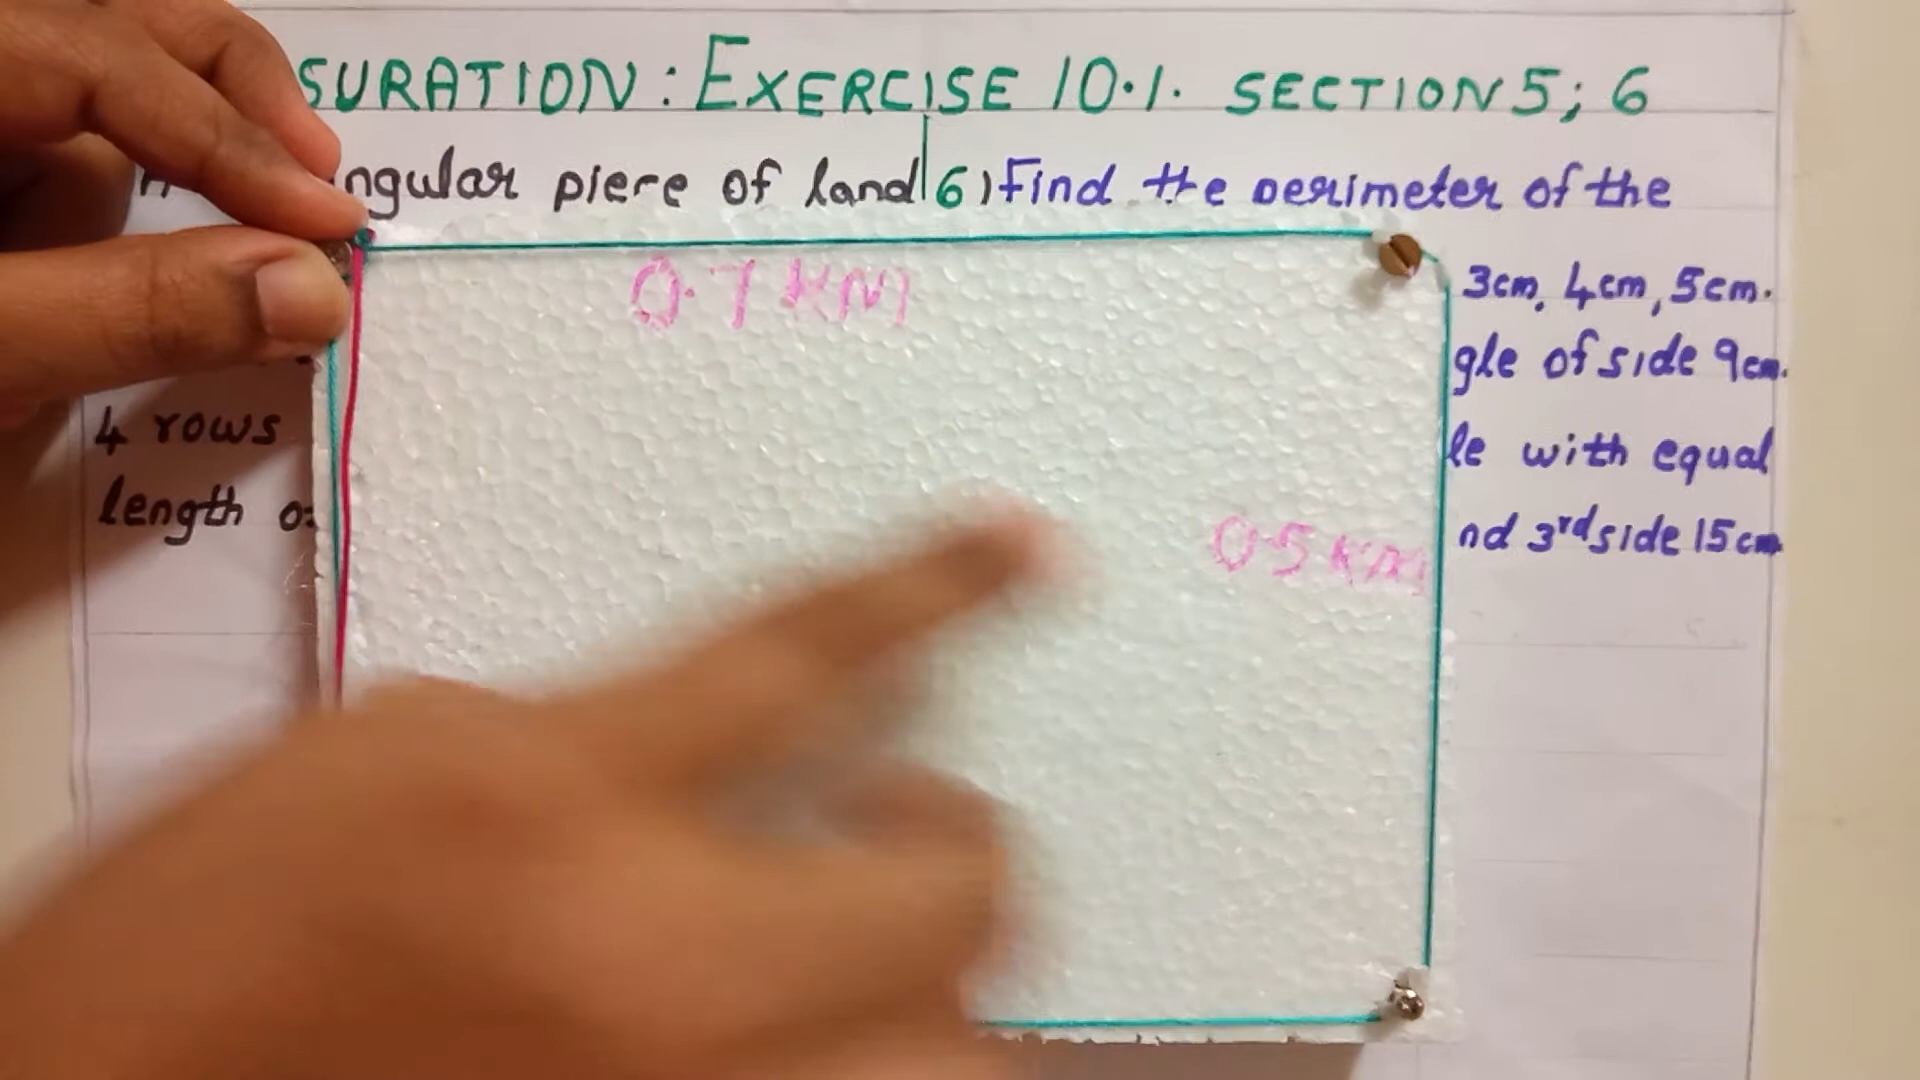 SURATION: EXERCISE 10.1. SECTION 5; 6
ngular piere of land
6) Find the perimeter of the
3cm, 4cm, 5cm.
gle of side 9cm.
le with equal
nd 3rd side 15cm
4 rows
length o
0.7 KM
0.5 KM